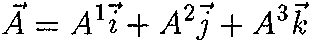 $\vec{A} = A^1\vec{i} + A^2\vec{j} + A^3\vec{k}$